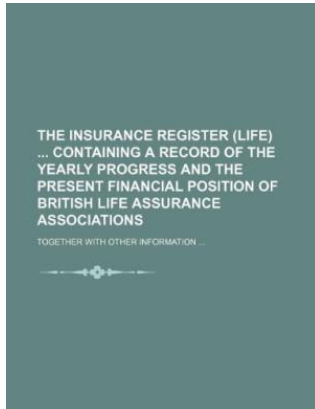 THE INSURANCE REGISTER (LIFE)
... CONTAINING A RECORD OF THE
YEARLY PROGRESS AND THE
PRESENT FINANCIAL POSITION OF
BRITISH LIFE ASSURANCE
ASSOCIATIONS
TOGETHER WITH OTHER INFORMATION ...